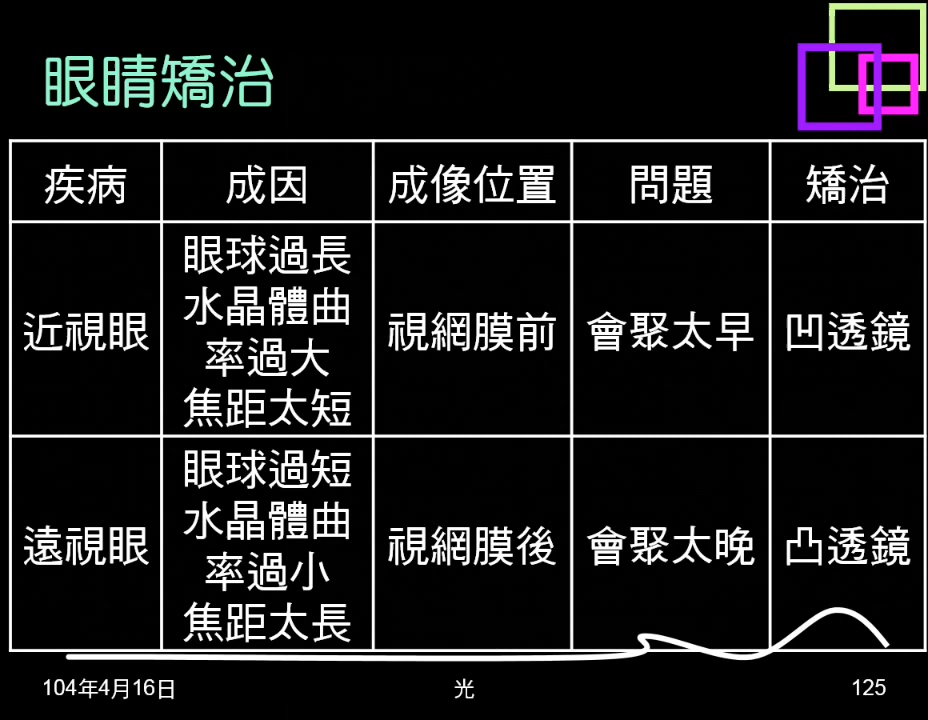 眼睛矯治
疾病 成因 成像位置 問題 矯治
近視眼 眼球過長 視網膜前 會聚太早 凹透鏡
水晶體曲
率過大
焦距太短
遠視眼 眼球過短 視網膜後 會聚太晚 凸透鏡
水晶體曲
率過小
焦距太長
104年4月16日 光 125